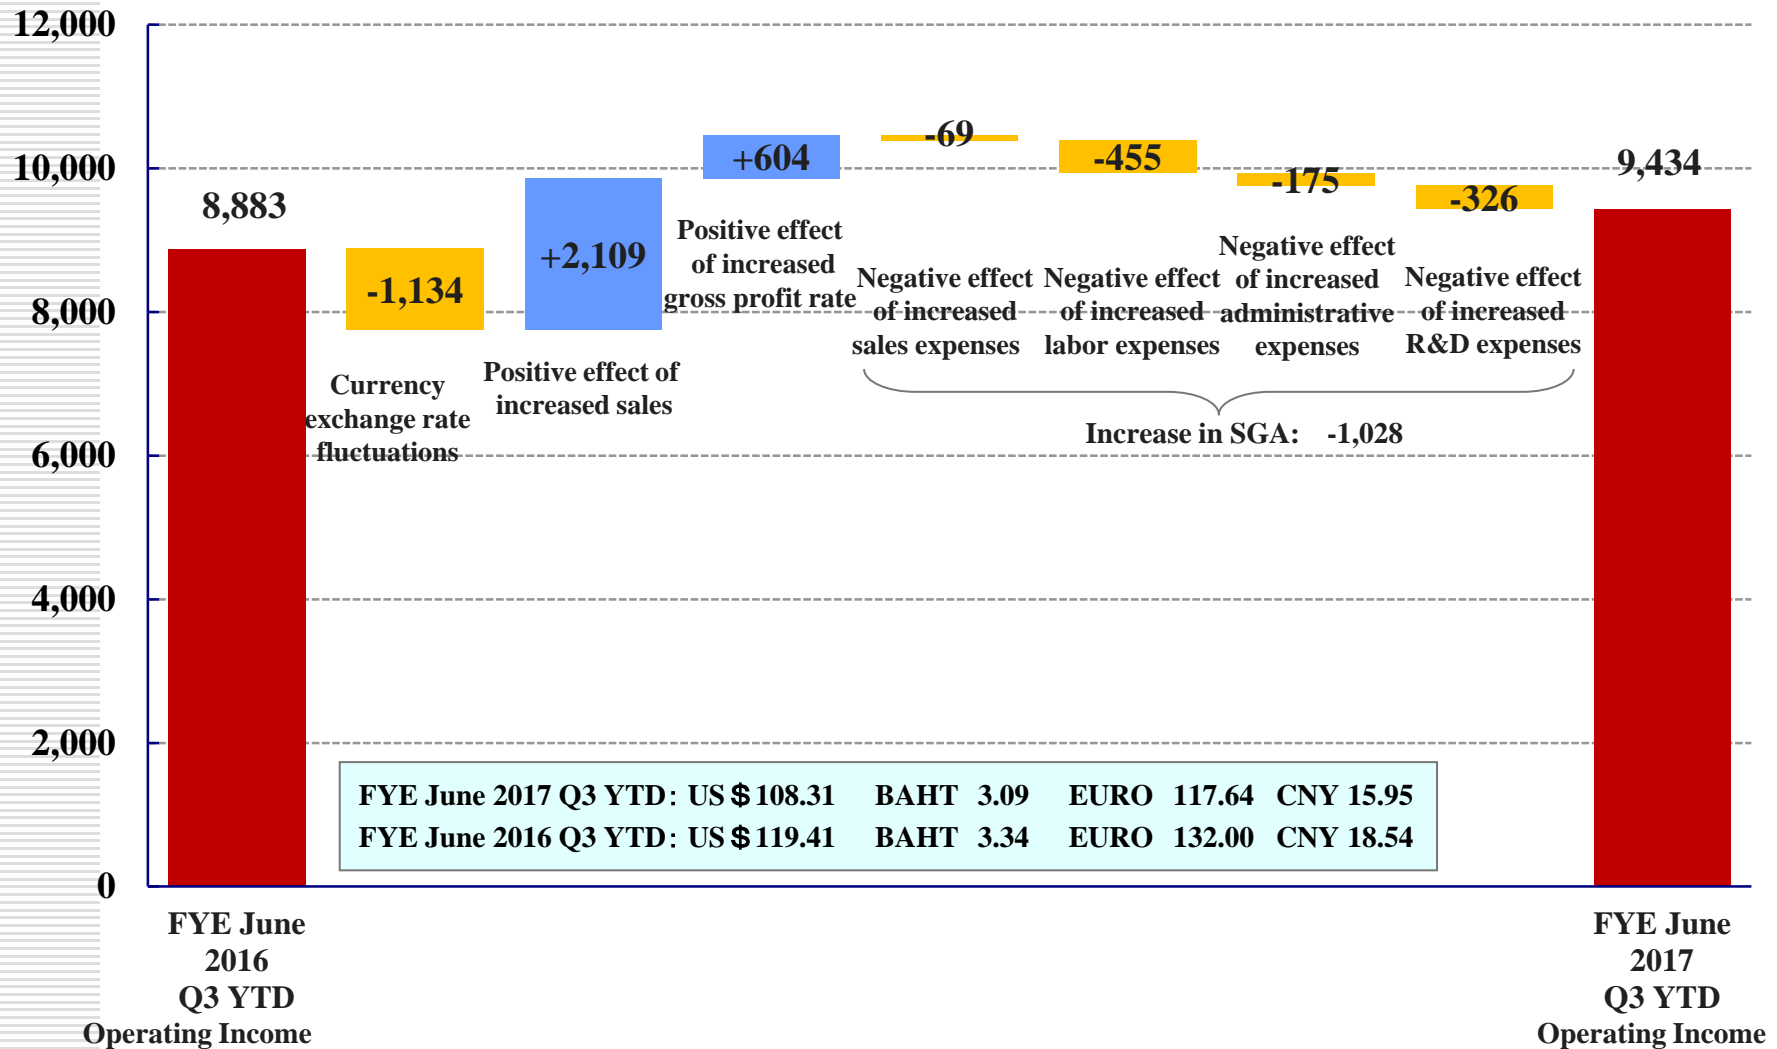 12,000
10,000
8,000
6,000
4,000
2,000
0
8,883
-1,134
+2,109
+604
-69
-455
-175
-326
9,434
Currency
exchange rate
fluctuations
Positive effect of
increased sales
Positive effect
of increased
gross profit rate
Negative effect
of increased
sales expenses
Negative effect
of increased
labor expenses
Negative effect
of increased
administrative
expenses
Negative effect
of increased
R&D expenses
Increase in SGA: -1,028
FYE June 2017 Q3 YTD: US$108.31 BAHT 3.09 EURO 117.64 CNY 15.95
FYE June 2016 Q3 YTD: US$119.41 BAHT 3.34 EURO 132.00 CNY 18.54
FYE June
2016
Q3 YTD
Operating Income
FYE June
2017
Q3 YTD
Operating Income